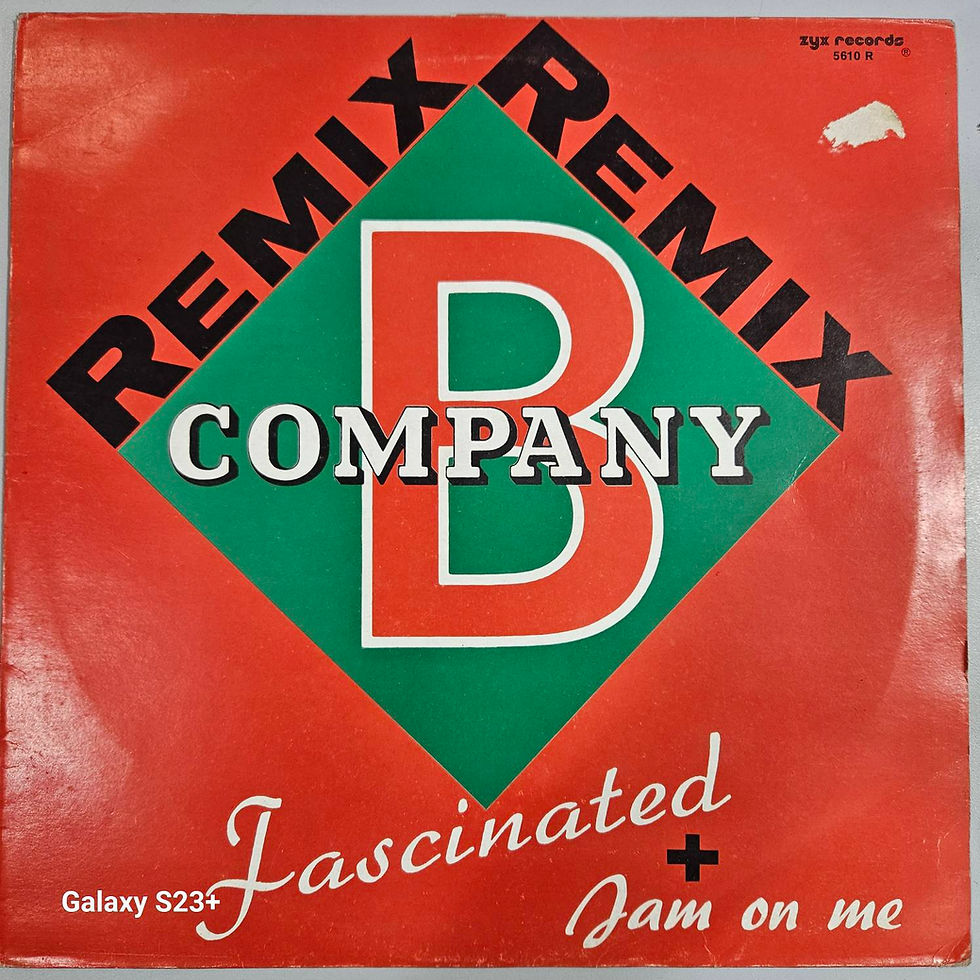 zyx records®
5610 R
REMIX REMIX
B
COMPANY
Fascinated
+
Jam on me
Galaxy S23+